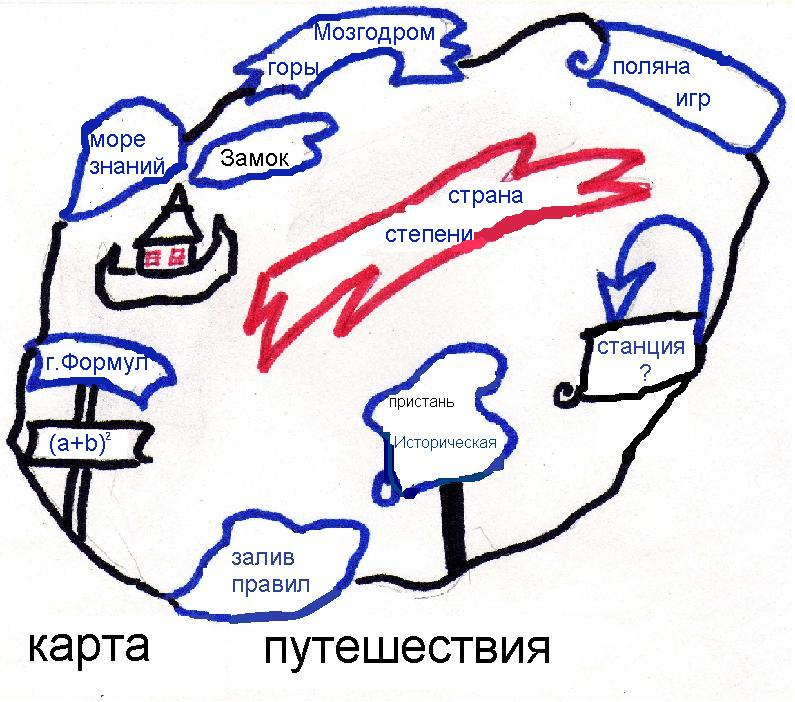 Мозгодром
горы
поляна
игр
море
знаний
Замок
страна
степени
станция
?
г.Формул
(a+b)²
пристань
Историческая
залив
правил
карта путешествия